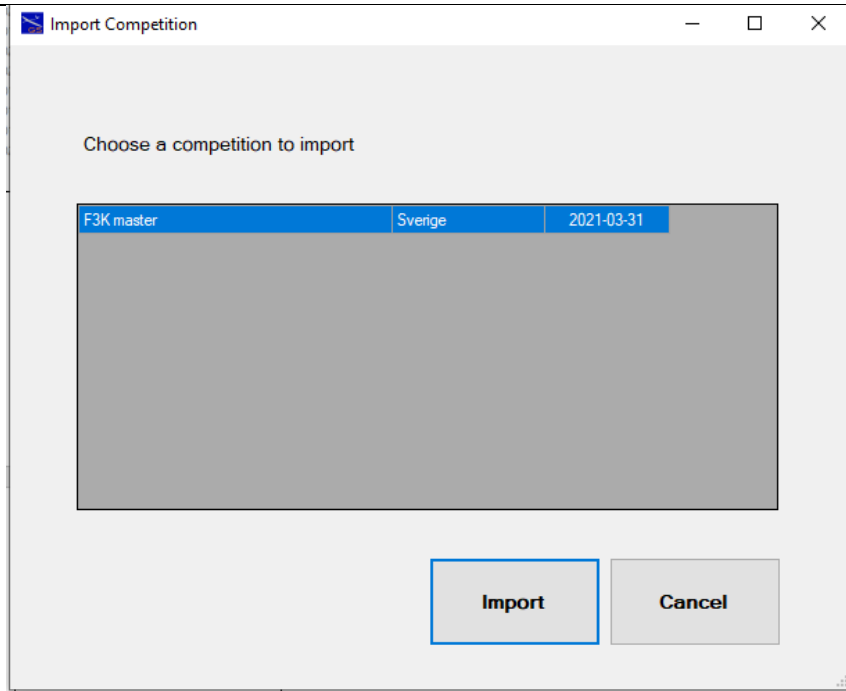 Import Competition
Choose a competition to import
F3K master Sverige 2021-03-31
Import Cancel